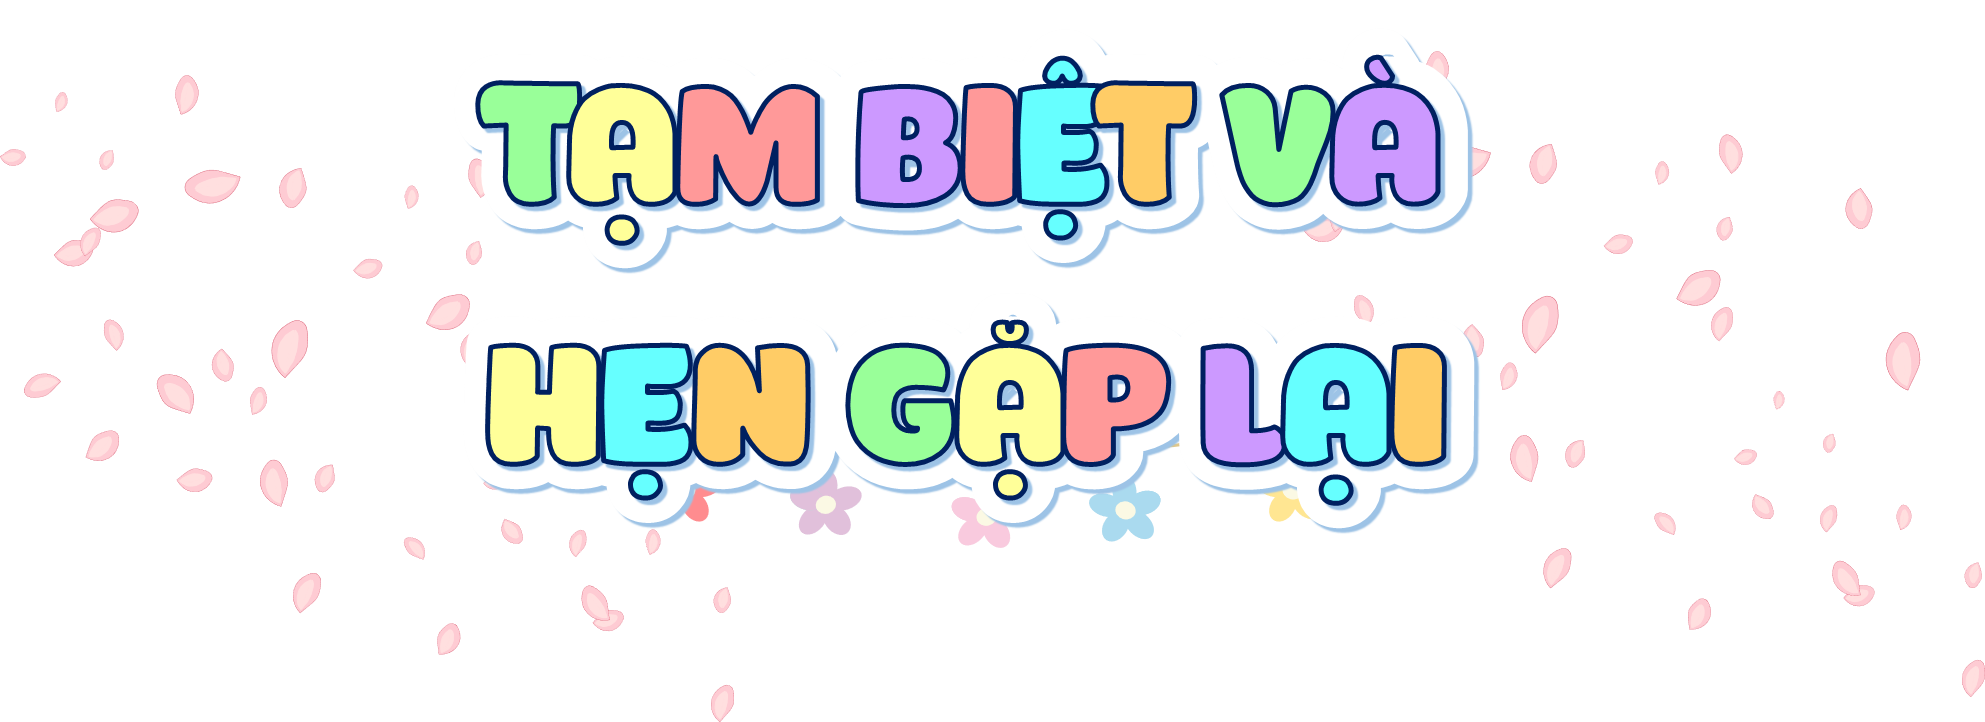 TẠM BIỆT VÀ
HẸN GẶP LẠI